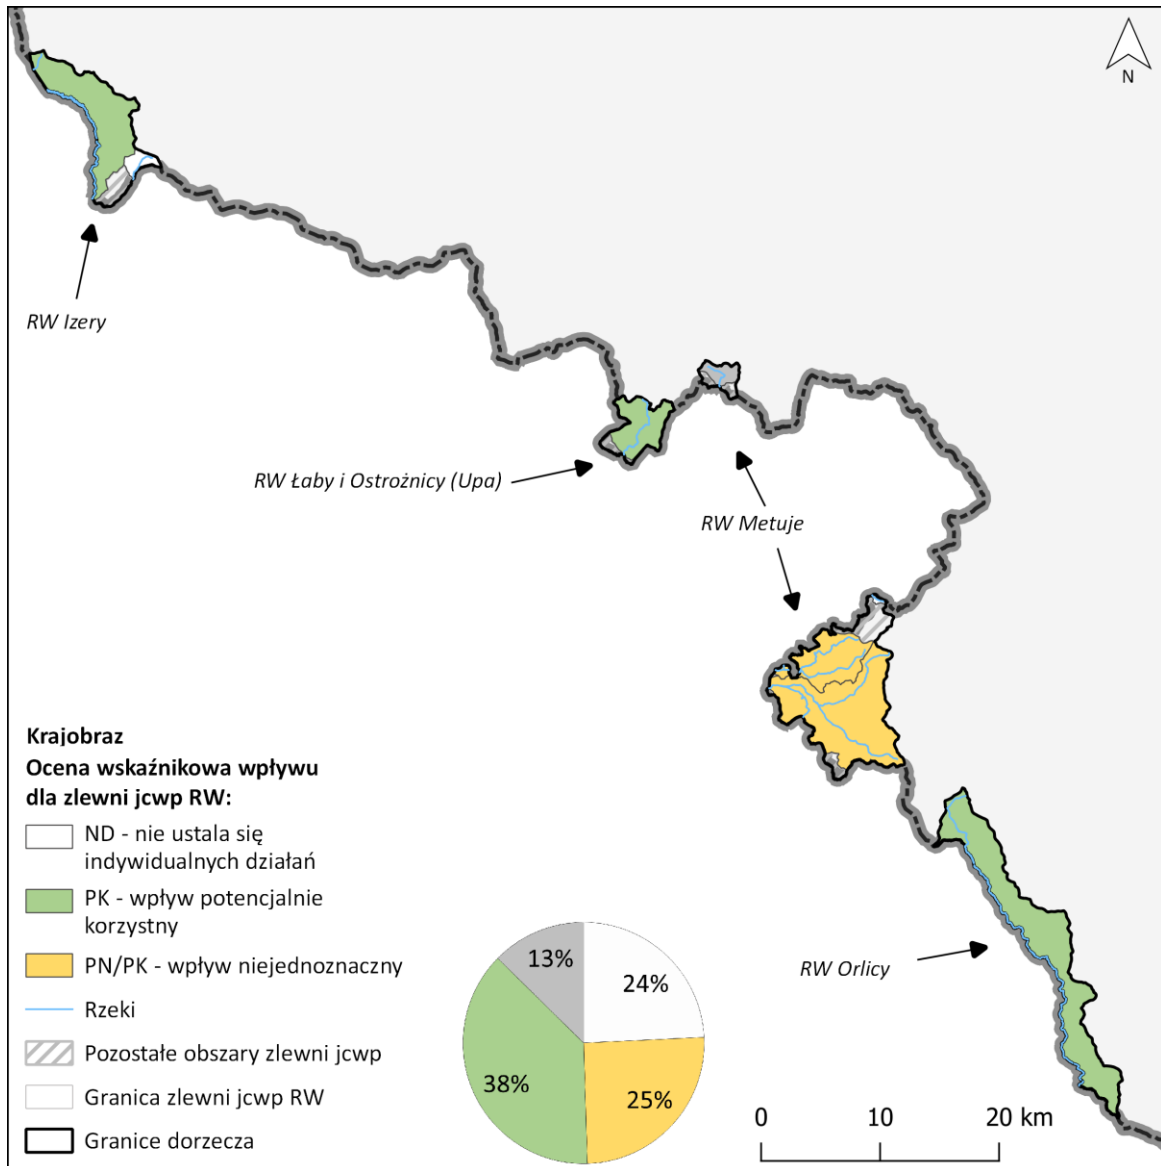 N
RW Izery
RW Łaby i Ostrożnicy (Upa)
RW Metuje
RW Orlicy
Krajobraz
Ocena wskaźnikowa wpływu
dla zlewni jcwp RW:
ND - nie ustala się
indywidualnych działań
PK - wpływ potencjalnie
korzystny
PN/PK - wpływ niejednoznaczny
Rzeki
Pozostałe obszary zlewni jcwp
Granica zlewni jcwp RW
Granice dorzecza
13%
24%
38%
25%
0 10 20 km